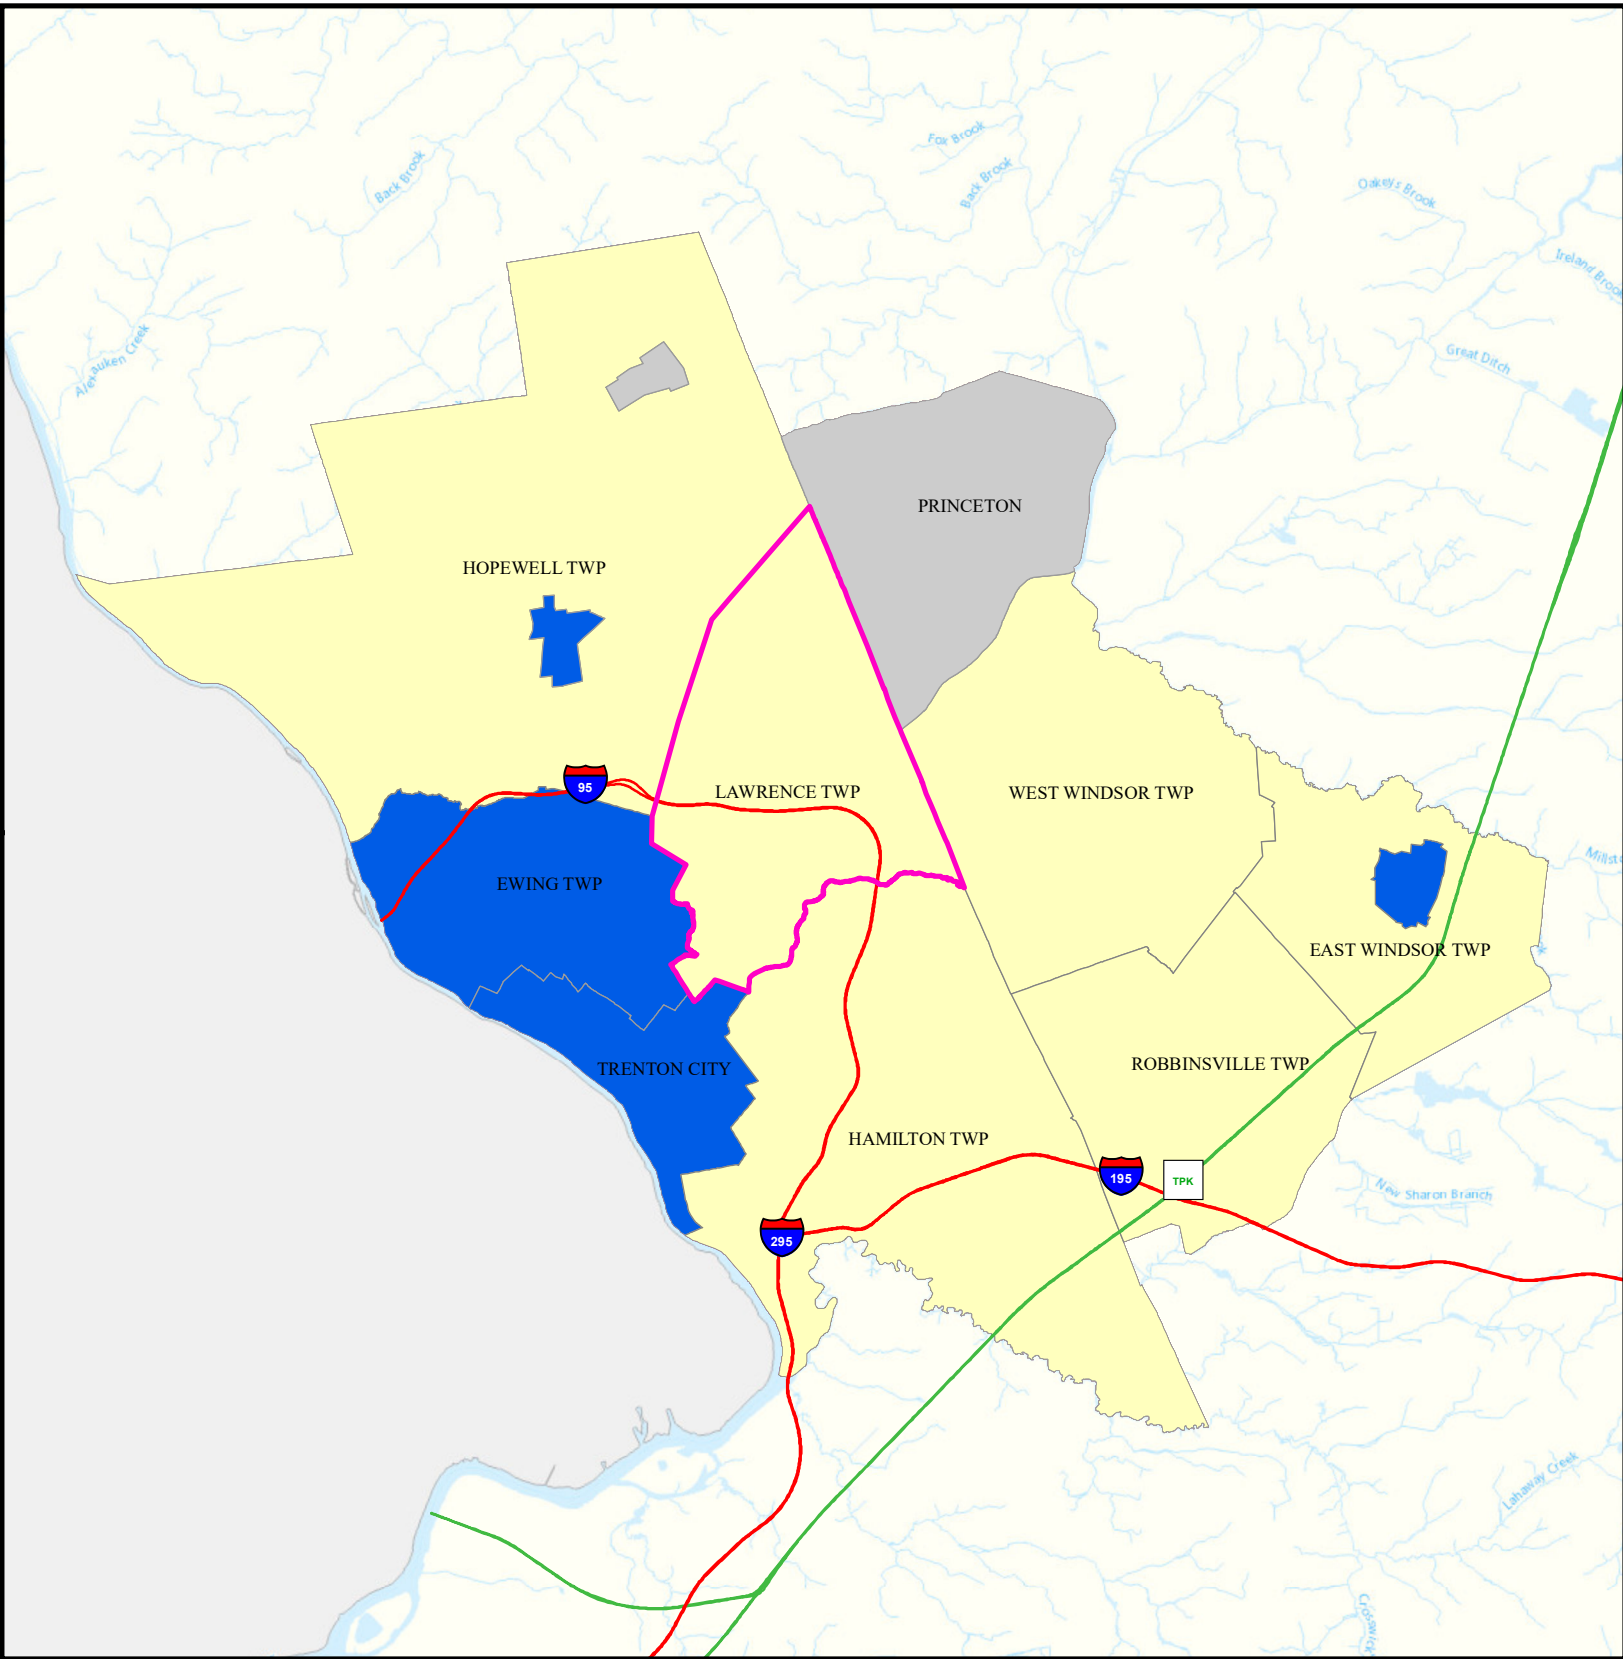 Fox Brook
Back Brook
Back Brook
Oakeys Brook
Ireland Brook
Alexauken Creek
Great Ditch
PRINCETON
HOPEWELL TWP
95
LAWRENCE TWP
WEST WINDSOR TWP
EWING TWP
EAST WINDSOR TWP
TRENTON CITY
ROBBINSVILLE TWP
HAMILTON TWP
195
TPK
New Sharon Branch
295
Lahaway Creek